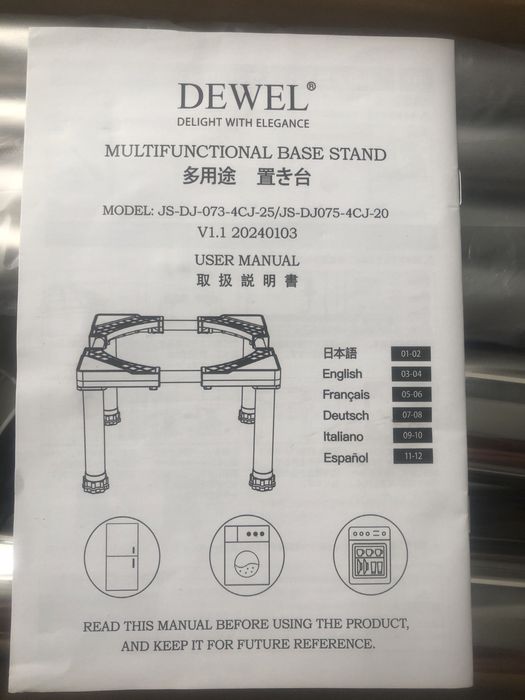 DEWEL®
DELIGHT WITH ELEGANCE
MULTIFUNCTIONAL BASE STAND
多用途　置き台
MODEL: JS-DJ-073-4CJ-25/JS-DJ075-4CJ-20
V1.1 20240103
USER MANUAL
取扱説明書
日本語 01-02
English 03-04
Français 05-06
Deutsch 07-08
Italiano 09-10
Español 11-12
READ THIS MANUAL BEFORE USING THE PRODUCT,
AND KEEP IT FOR FUTURE REFERENCE.